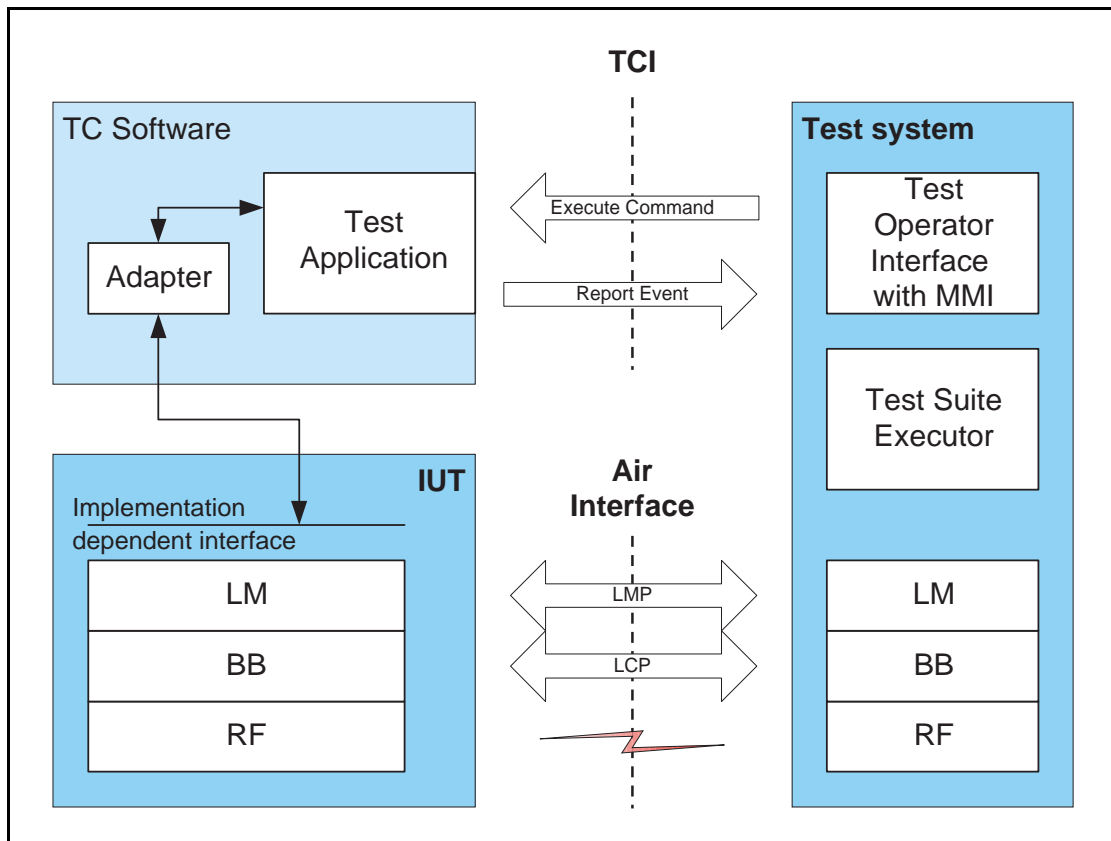 TCI
TC Software
Test
Application
Adapter
Execute Command
Report Event
Test system
Test
Operator
Interface
with MMI
Test Suite
Executor
IUT
Implementation
dependent interface
LM
BB
RF
Air
Interface
LMP
LCP
LM
BB
RF